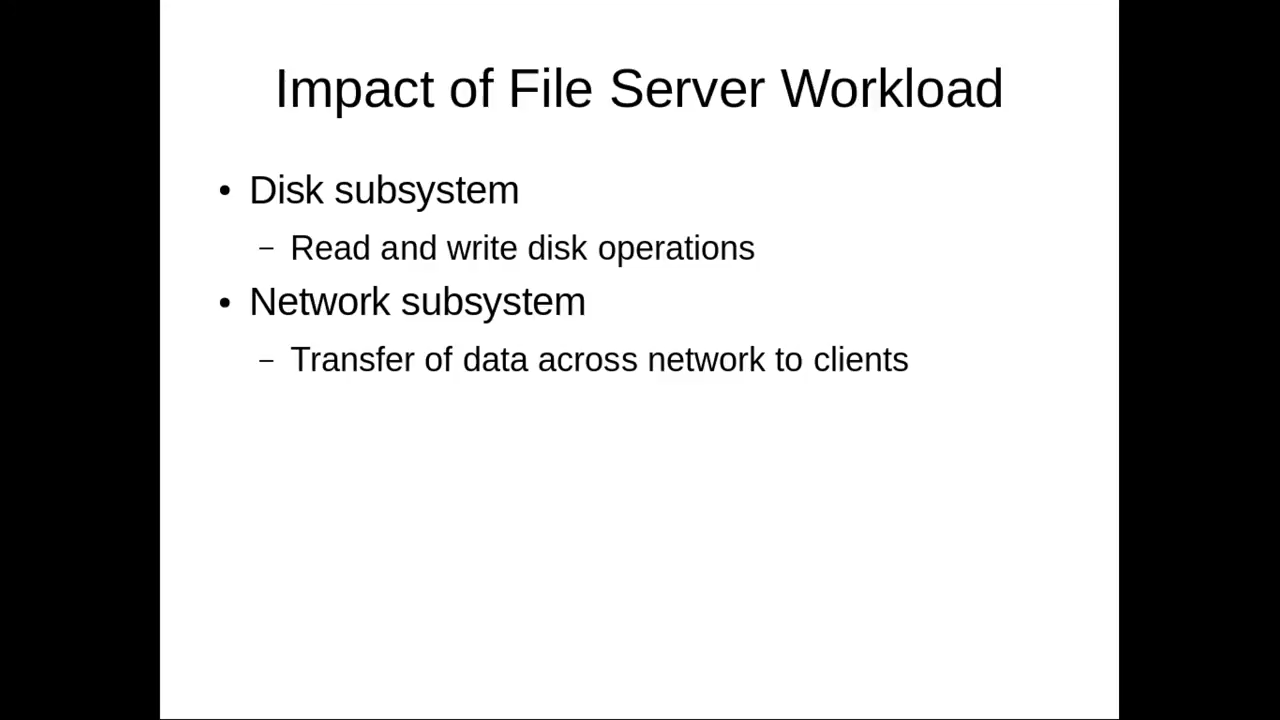 Impact of File Server Workload
• Disk subsystem
– Read and write disk operations
• Network subsystem
– Transfer of data across network to clients